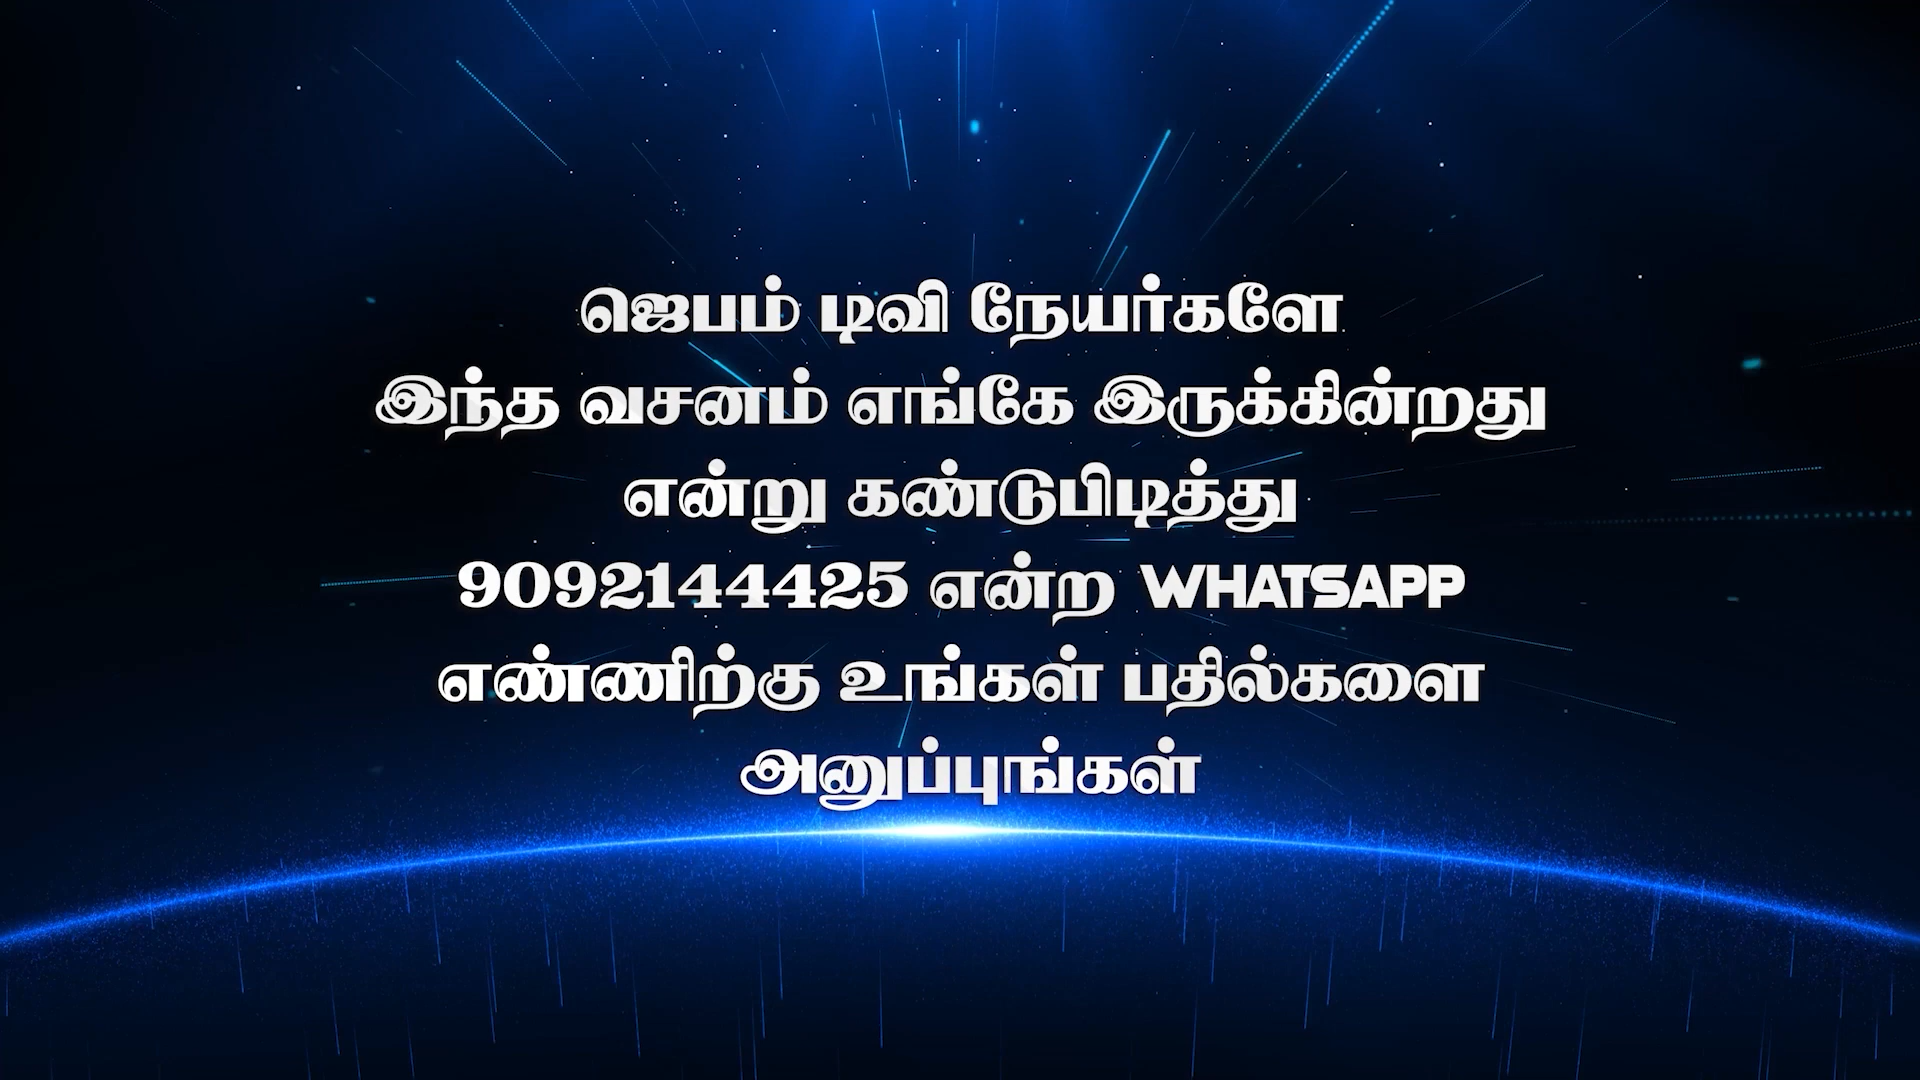 ஜெபம் டிவி நேயர்களே
இந்த வசனம் எங்கே இருக்கின்றது
என்று கண்டுபிடித்து
9092144425 என்ற WHATSAPP
எண்ணிற்கு உங்கள் பதில்களை
அனுப்புங்கள்